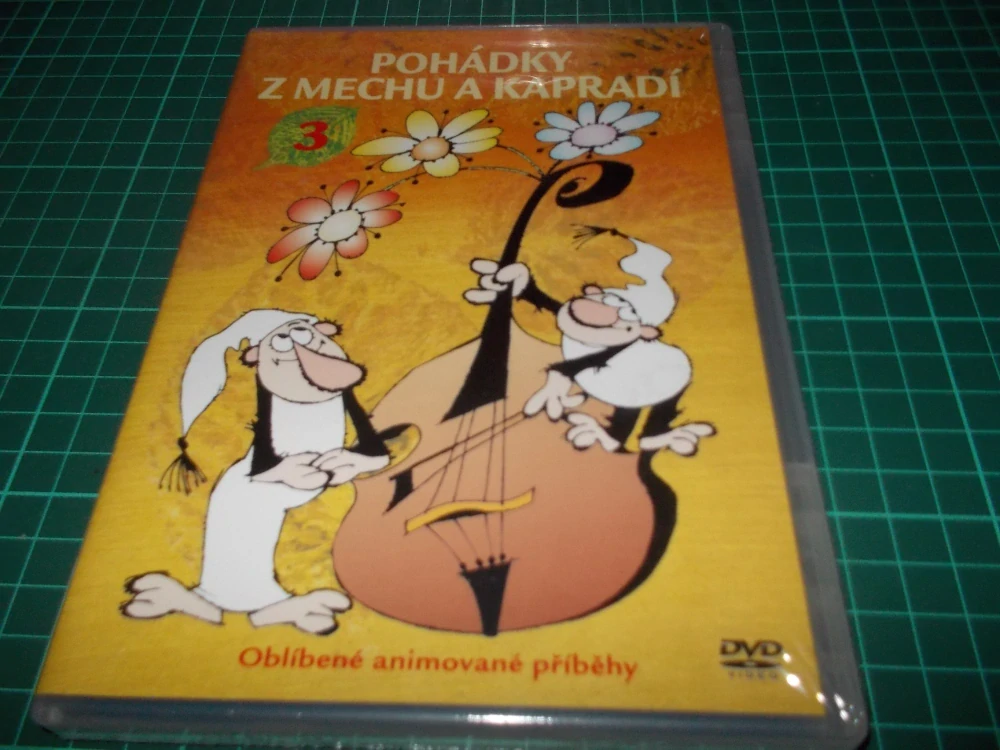 POHÁDKY
Z MECHU A KAPRADÍ
3
Oblíbené animované příběhy
DVD
VIDEO